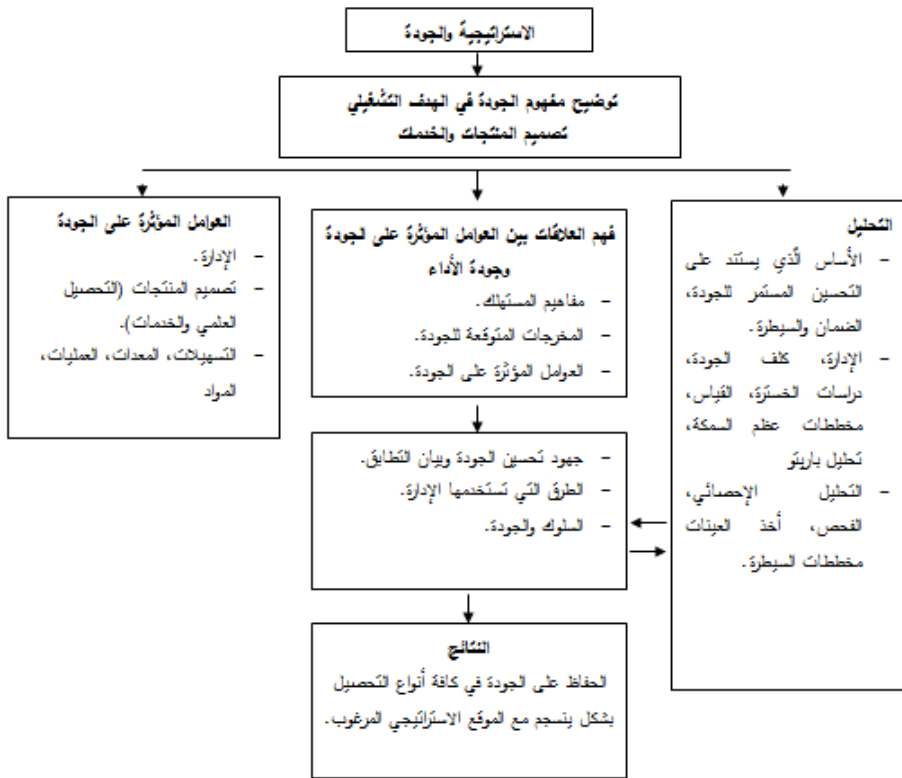 الاستراتيجية والجودة
توضيح مفهوم الجودة في الهدف التشغيلي
تصميم المنتجات والخدمات
التحليل
- الأساس الّذي يستند على
التحسين المستمر للجودة،
الضمان والسيطرة.
- الإدارة، كلف الجودة،
دراسات الخسترة، القياس،
مخططات عظم السمكة،
تحليل باريتو
- التحليل الإحصائي،
الفحص، أخذ العينات
مخططات السيطرة.
فهم العلاقات بين العوامل المؤثرة على الجودة
وجودة الأداء
- مفاهيم المستهلك.
- المخرجات المتوقعة للجودة.
- العوامل المؤثرة على الجودة.
العوامل المؤثرة على الجودة
- الإدارة.
- تصميم المنتجات (التحصيل
العلمي والخدمات).
- التسهيلات، المعدات، العمليات،
المواد
- جهود تحسين الجودة وبيان التطابق.
- الطرق التي تستخدمها الإدارة.
- السلوك والجودة.
النتائج
الحفاظ على الجودة في كافة أنواع التحصيل
بشكل ينسجم مع الموقع الاستراتيجي المرغوب.